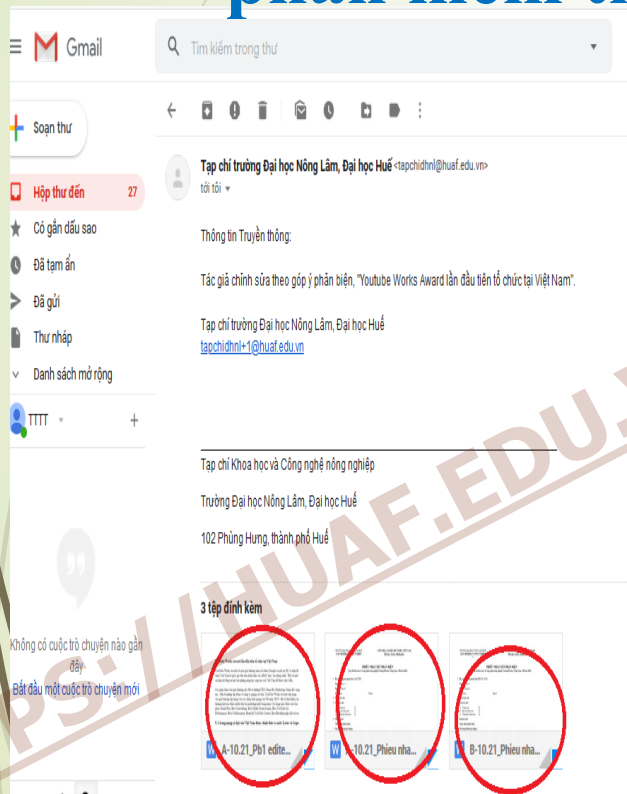 phần mềm t
Gmail
Tìm kiếm trong thư
Soạn thư
Hộp thư đến 27
Có gắn dấu sao
Đã tạm ẩn
Đã gửi
Thư nháp
Danh sách mở rộng
TTTT
Không có cuộc trò chuyện nào gần
đây
Bắt đầu một cuộc trò chuyện mới
Tạp chí trường Đại học Nông Lâm, Đại học Huế <tapchidhnl@huaf.edu.vn>
tới tôi
Thông tin Truyền thông:
Tác giả chỉnh sửa theo góp ý phản biện, "Youtube Works Award lần đầu tiên tổ chức tại Việt Nam".
Tạp chí trường Đại học Nông Lâm, Đại học Huế
tapchidhnl+1@huaf.edu.vn
Tạp chí Khoa học và Công nghệ nông nghiệp
Trường Đại học Nông Lâm, Đại học Huế
102 Phùng Hưng, thành phố Huế
3 tệp đính kèm
W A-10.21_Pb1 edite...
W -10.21_Phieu nha...
W B-10.21_Phieu nha...
PS://HUAF.EDU.